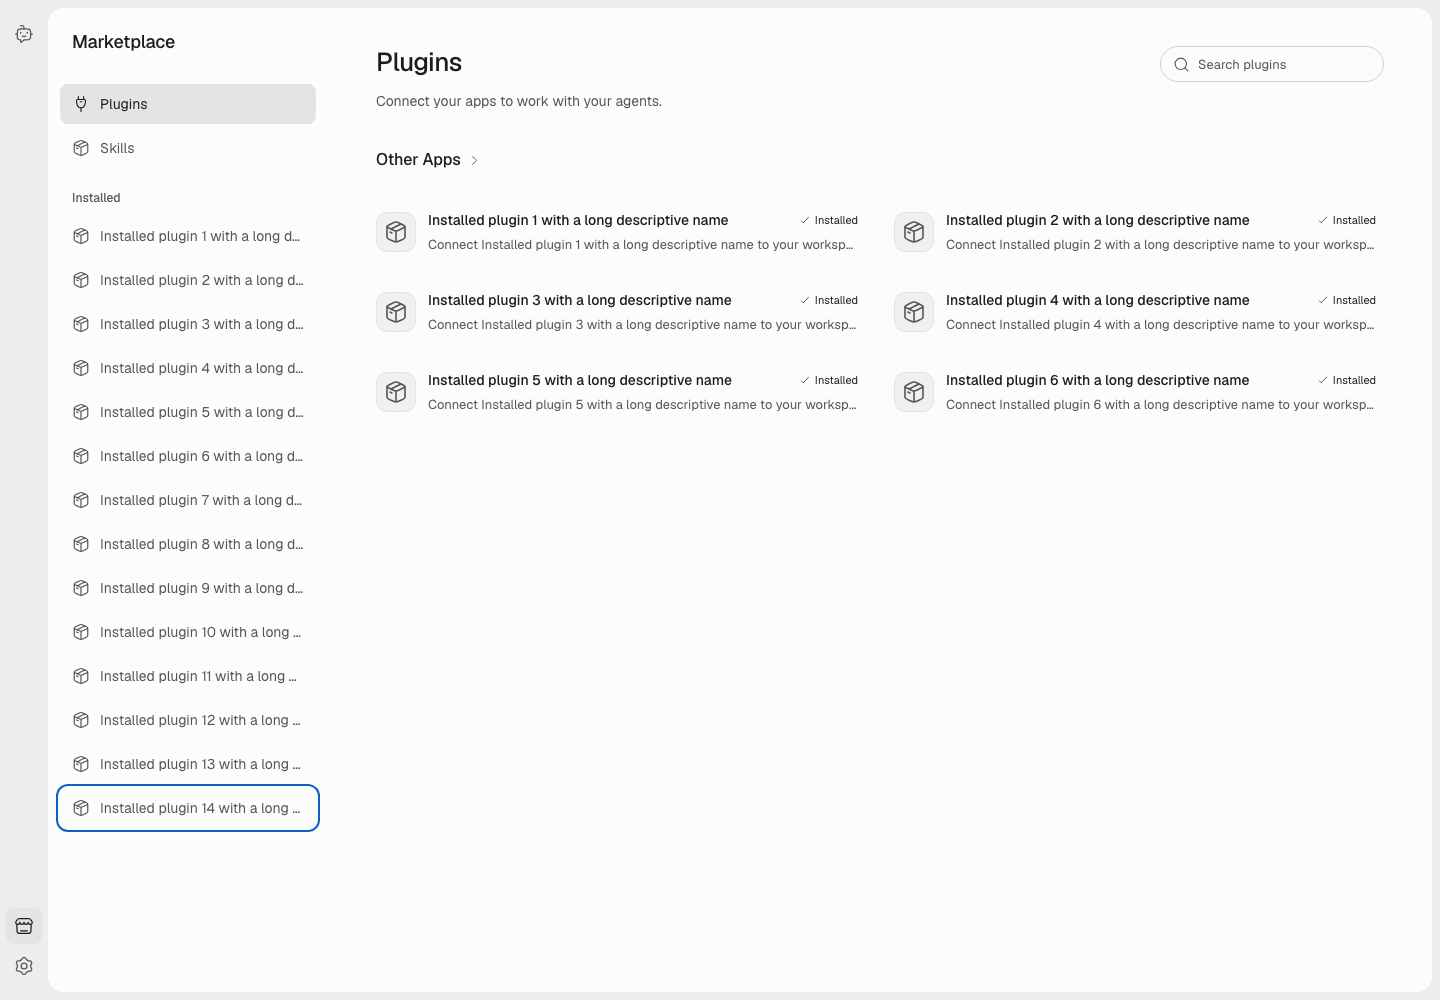 Marketplace
Plugins
Skills
Installed
Installed plugin 1 with a long d...
Installed plugin 2 with a long d...
Installed plugin 3 with a long d...
Installed plugin 4 with a long d...
Installed plugin 5 with a long d...
Installed plugin 6 with a long d...
Installed plugin 7 with a long d...
Installed plugin 8 with a long d...
Installed plugin 9 with a long d...
Installed plugin 10 with a long ...
Installed plugin 11 with a long ...
Installed plugin 12 with a long ...
Installed plugin 13 with a long ...
Installed plugin 14 with a long ...
Plugins
Search plugins
Connect your apps to work with your agents.
Other Apps
Installed plugin 1 with a long descriptive name
Installed
Connect Installed plugin 1 with a long descriptive name to your worksp...
Installed plugin 2 with a long descriptive name
Installed
Connect Installed plugin 2 with a long descriptive name to your worksp...
Installed plugin 3 with a long descriptive name
Installed
Connect Installed plugin 3 with a long descriptive name to your worksp...
Installed plugin 4 with a long descriptive name
Installed
Connect Installed plugin 4 with a long descriptive name to your worksp...
Installed plugin 5 with a long descriptive name
Installed
Connect Installed plugin 5 with a long descriptive name to your worksp...
Installed plugin 6 with a long descriptive name
Installed
Connect Installed plugin 6 with a long descriptive name to your worksp...